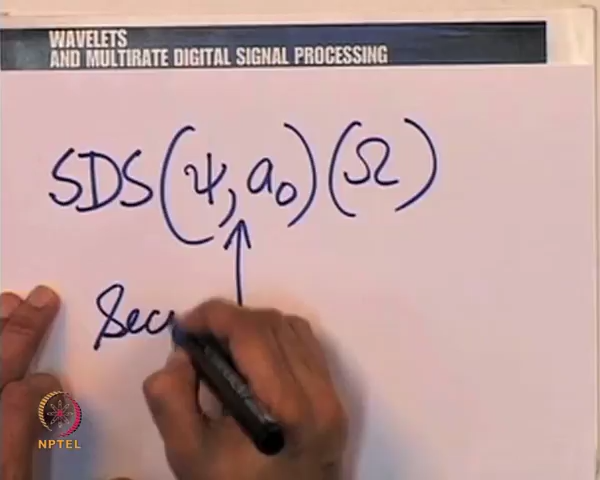 WAVELETS
AND MULTIRATE DIGITAL SIGNAL PROCESSING
SDS(ψ, a₀)(Ω)
Sec
NPTEL